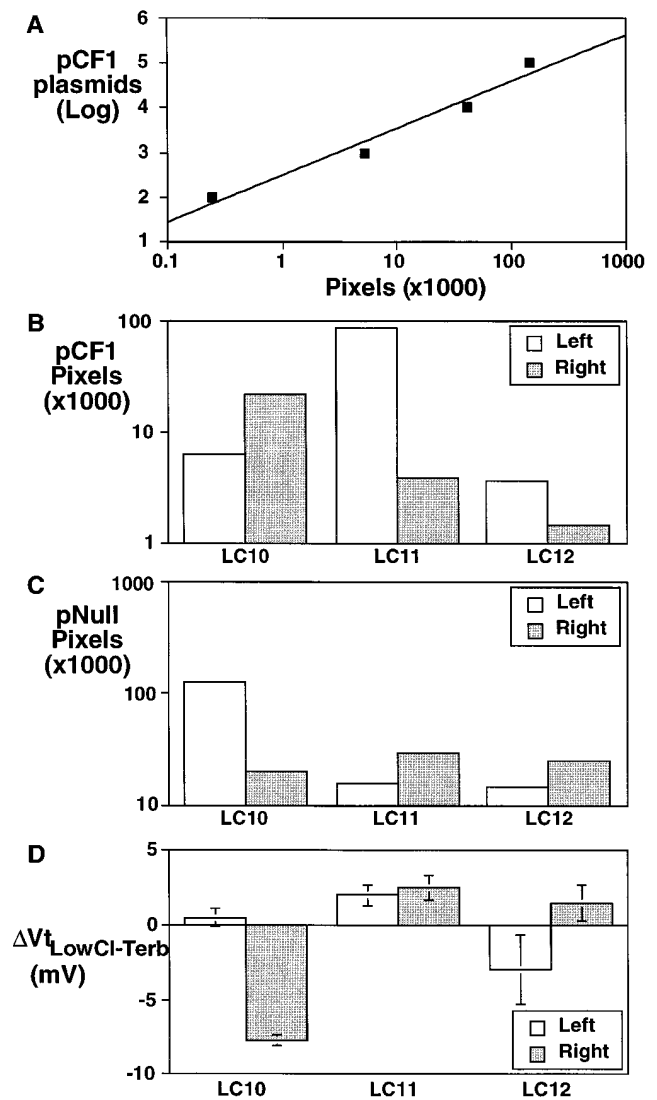 A
pCF1
plasmids
(Log)
6
5
4
3
2
1
0.1 1 10 100 1000
Pixels (x1000)
B
pCF1
Pixels
(x1000)
100
10
1
Left
Right
LC10 LC11 LC12
C
pNull
Pixels
(x1000)
1000
100
10
Left
Right
LC10 LC11 LC12
D
ΔVtLowCl-Terb
(mV)
5
0
-5
-10
Left
Right
LC10 LC11 LC12